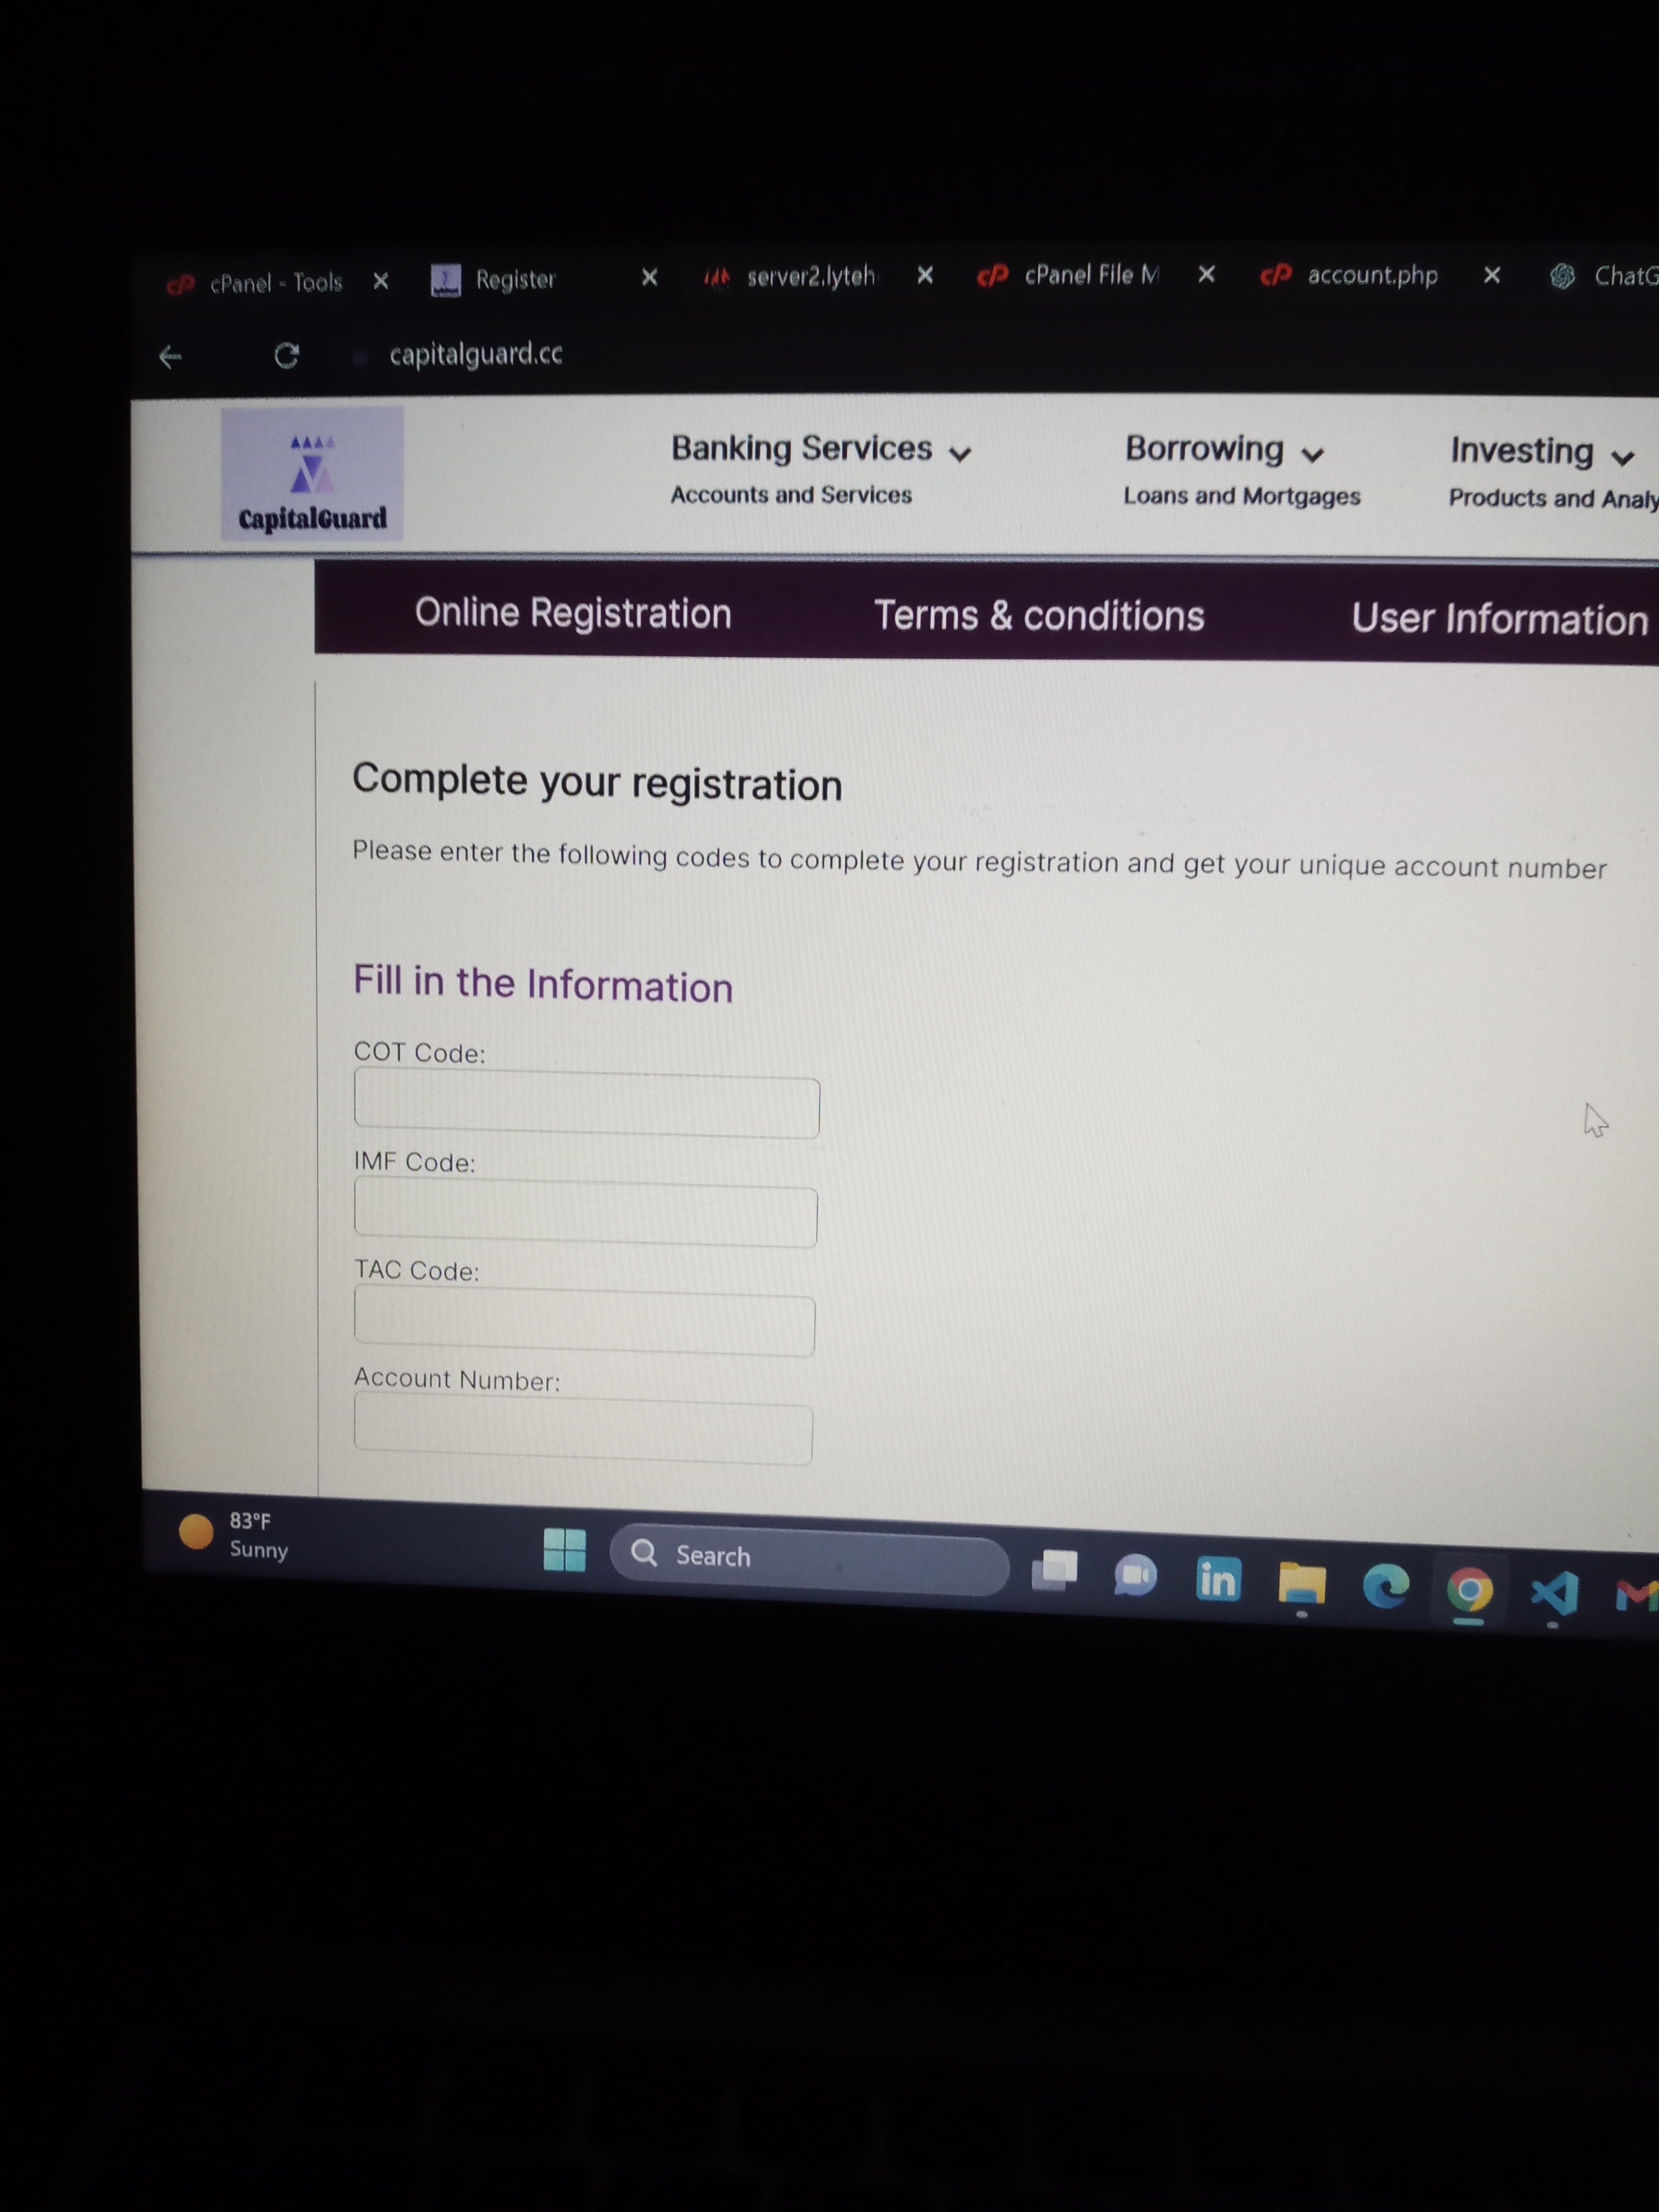 cPanel - Tools
Register
server2.lyteh
cPanel File M
account.php
ChatG
capitalguard.cc
CapitalGuard
Banking Services
Accounts and Services
Borrowing
Loans and Mortgages
Investing
Products and Analy
Online Registration
Terms & conditions
User Information
Complete your registration
Please enter the following codes to complete your registration and get your unique account number
Fill in the Information
COT Code:
IMF Code:
TAC Code:
Account Number:
83°F
Sunny
Search